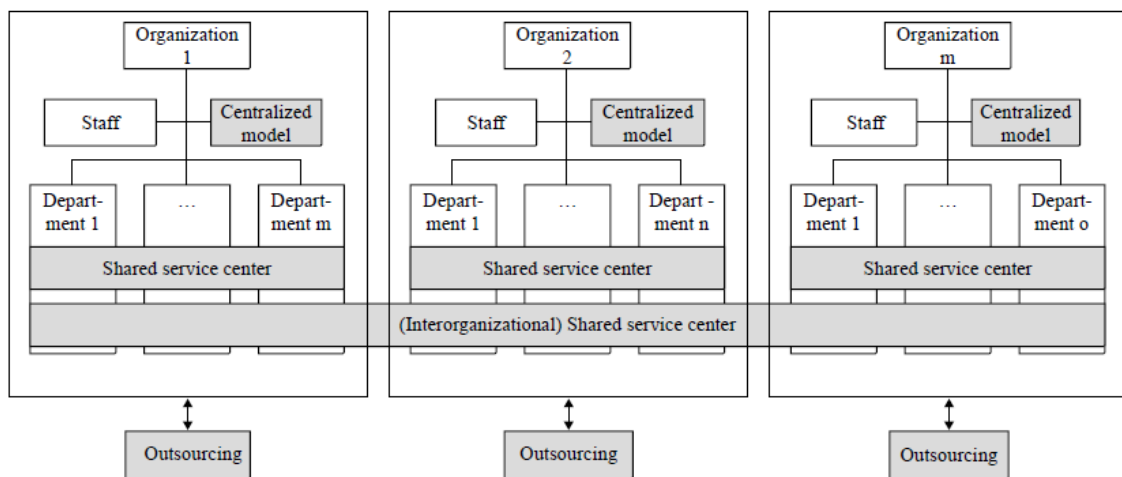 Organization
1
Staff
Centralized
model
Depart-
ment 1
…
Depart-
ment m
Shared service center
Organization
2
Staff
Centralized
model
Depart-
ment 1
…
Depart -
ment n
Shared service center
Organization
m
Staff
Centralized
model
Depart-
ment 1
…
Depart-
ment o
Shared service center
(Interorganizational) Shared service center
Outsourcing
Outsourcing
Outsourcing